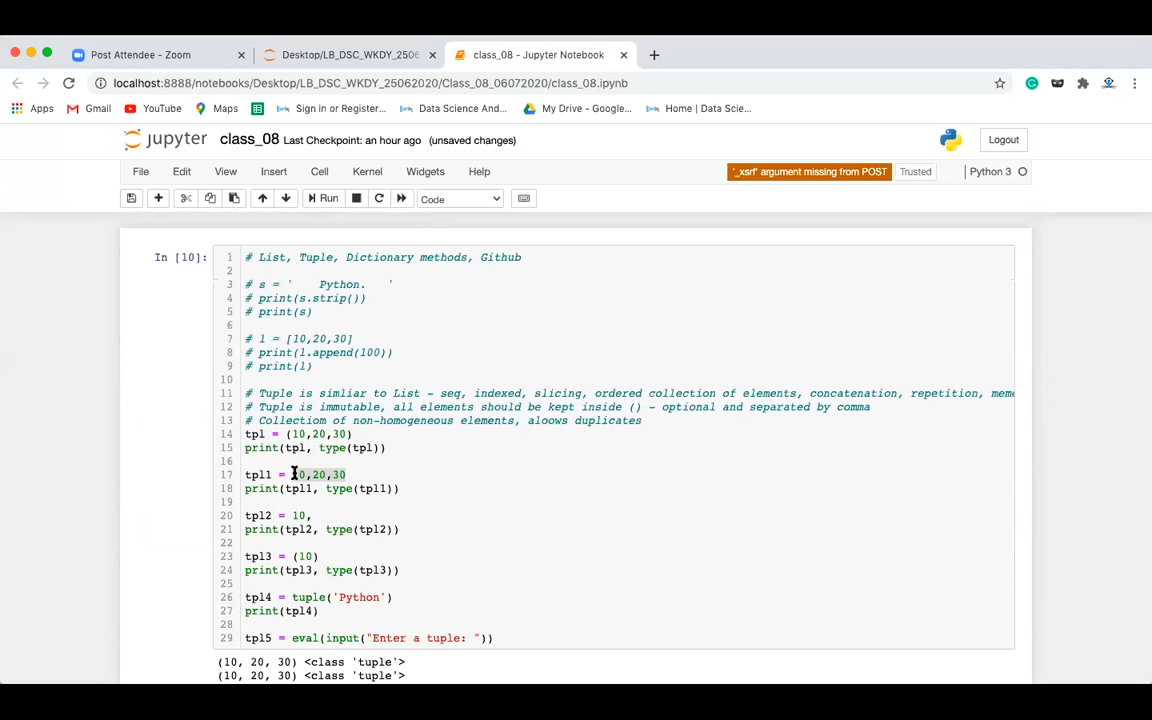 Post Attendee - Zoom
Desktop/LB_DSC_WKDY_2506
class_08 - Jupyter Notebook
localhost:8888/notebooks/Desktop/LB_DSC_WKDY_25062020/Class_08_06072020/class_08.ipynb
Apps Gmail YouTube Maps Sign in or Register... Data Science And... My Drive - Google... Home | Data Scie...
jupyter class_08 Last Checkpoint: an hour ago (unsaved changes) Logout
File Edit View Insert Cell Kernel Widgets Help '_xsrf' argument missing from POST Trusted Python 3
Run Code
In [10]:
1 # List, Tuple, Dictionary methods, Github
2
3 # s = '    Python.   '
4 # print(s.strip())
5 # print(s)
6
7 # l = [10,20,30]
8 # print(l.append(100))
9 # print(l)
10
11 # Tuple is simliar to List - seq, indexed, slicing, ordered collection of elements, concatenation, repetition, meme
12 # Tuple is immutable, all elements should be kept inside () - optional and separated by comma
13 # Collectiom of non-homogeneous elements, aloows duplicates
14 tpl = (10,20,30)
15 print(tpl, type(tpl))
16
17 tpl1 = 10,20,30
18 print(tpl1, type(tpl1))
19
20 tpl2 = 10,
21 print(tpl2, type(tpl2))
22
23 tpl3 = (10)
24 print(tpl3, type(tpl3))
25
26 tpl4 = tuple('Python')
27 print(tpl4)
28
29 tpl5 = eval(input("Enter a tuple: "))
(10, 20, 30) <class 'tuple'>
(10, 20, 30) <class 'tuple'>